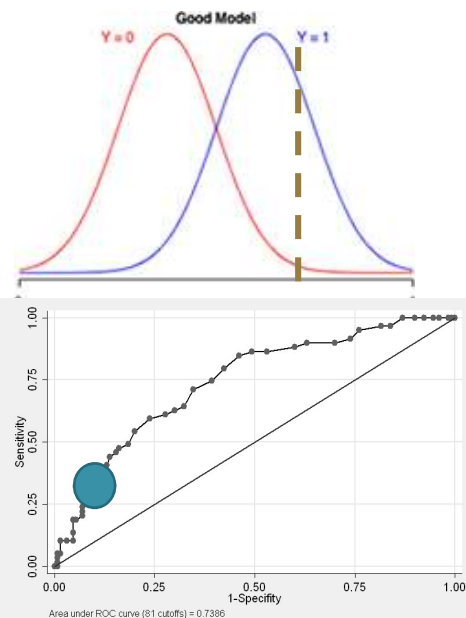 Good Model
Y = 0
Y = 1
1.00
0.75
0.50
0.25
0.00
Sensitivity
0.00
0.25
0.50
0.75
1.00
1-Specifity
Area under ROC curve (81 cutoffs) = 0.7386